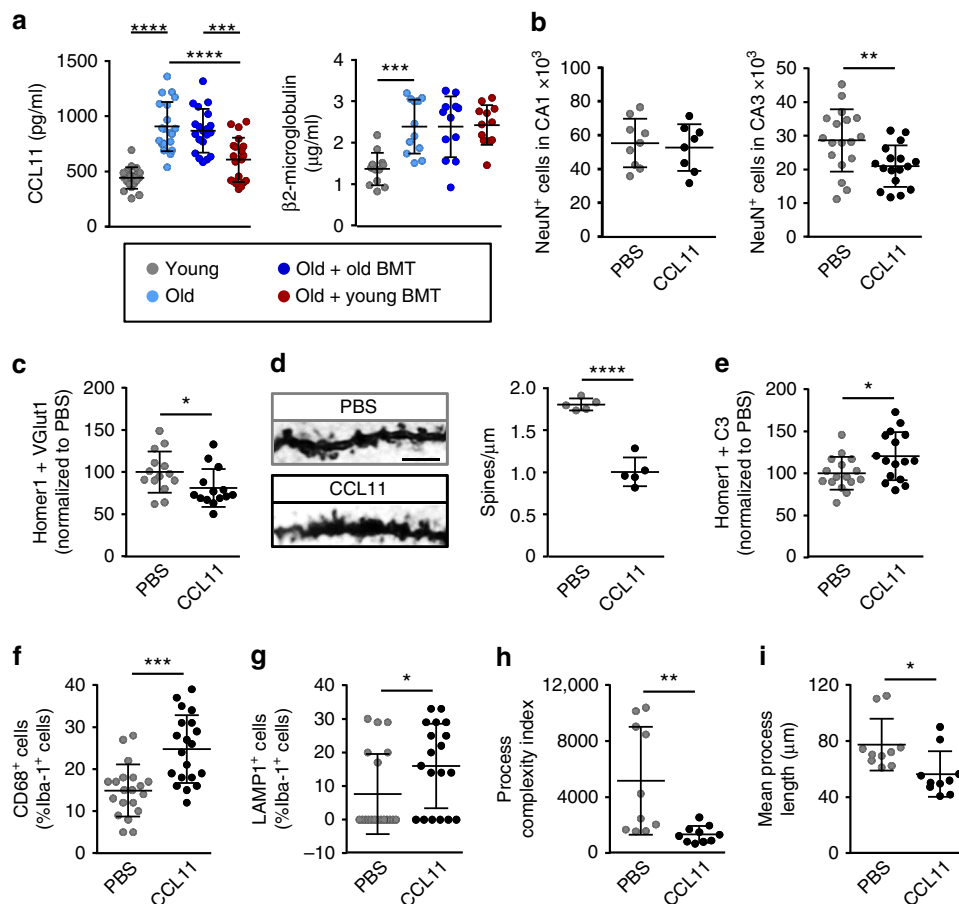 a
**** ***
****
CCL11 (pg/ml)
1500
1000
500
0
***
β2-microglobulin
(μg/ml)
4
3
2
1
0
Young
Old + old BMT
Old
Old + young BMT
b
NeuN+ cells in CA1 ×10³
100
80
60
40
20
0
PBS
CCL11
**
NeuN+ cells in CA3 ×10³
50
40
30
20
10
0
PBS
CCL11
c
*
Homer1 + VGlut1
(normalized to PBS)
200
150
100
50
0
PBS
CCL11
d
PBS
CCL11
****
Spines/μm
2.0
1.5
1.0
0
PBS
CCL11
e
*
Homer1 + C3
(normalized to PBS)
200
150
100
50
0
PBS
CCL11
f
***
CD68+ cells
(%Iba-1+ cells)
40
30
20
10
0
PBS
CCL11
g
*
LAMP1+ cells
(%Iba-1+ cells)
40
30
20
10
0
−10
PBS
CCL11
h
**
Process
complexity index
12,000
8000
4000
0
PBS
CCL11
i
*
Mean process
length (μm)
120
80
40
0
PBS
CCL11